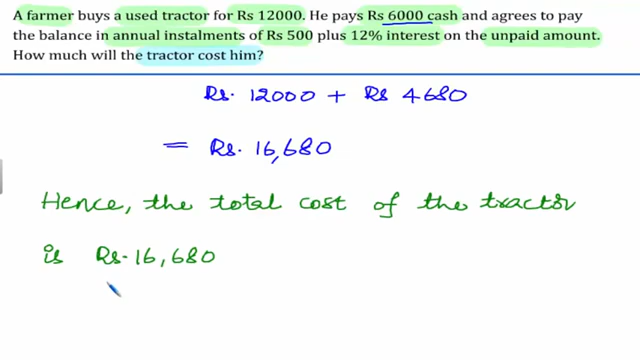 A farmer buys a used tractor for Rs 12000. He pays Rs 6000 cash and agrees to pay
the balance in annual instalments of Rs 500 plus 12% interest on the unpaid amount.
How much will the tractor cost him?
Rs. 12000 + Rs 4680
= Rs. 16,680
Hence, the total cost of the tractor
is Rs. 16,680